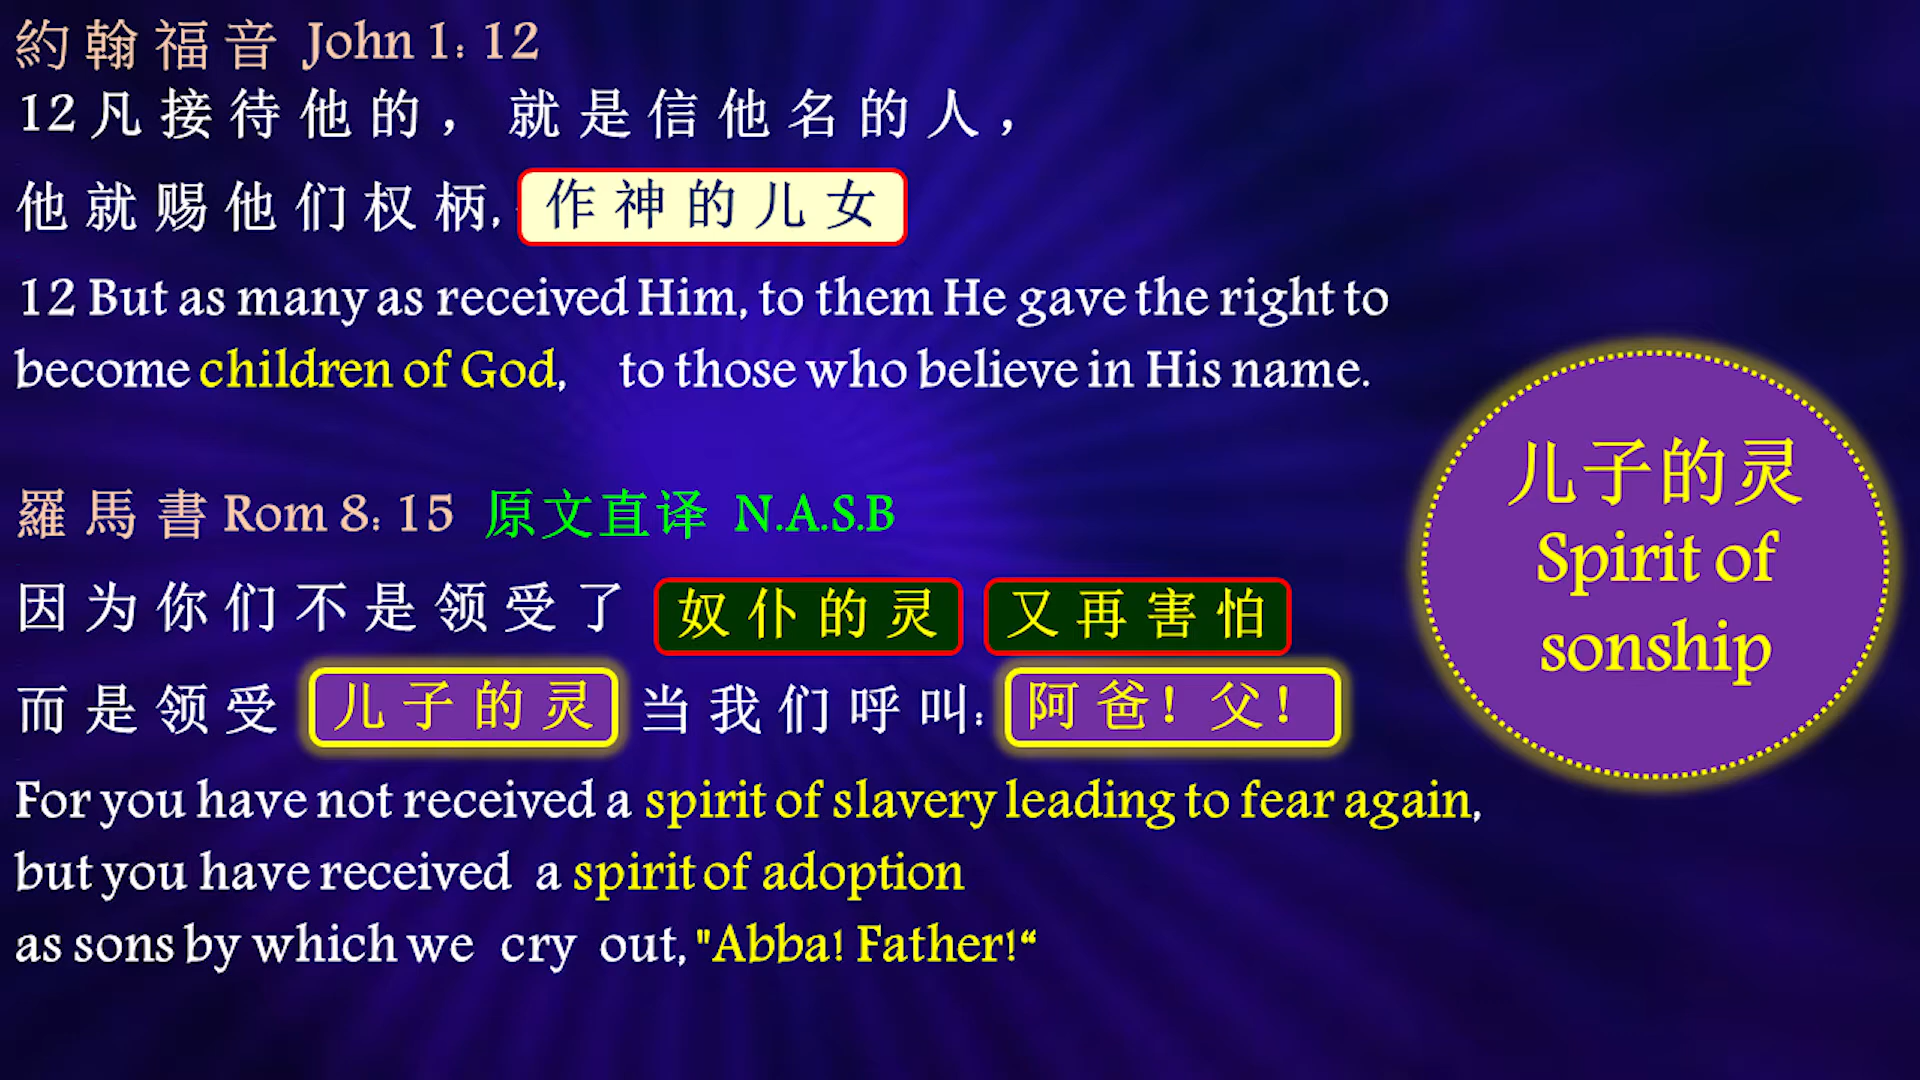 約翰福音 John 1: 12
12 凡接待他的，就是信他名的人，
他就赐他们权柄, 作神的儿女
12 But as many as received Him, to them He gave the right to
become children of God, to those who believe in His name.
羅馬書 Rom 8: 15 原文直译 N.A.S.B
因为你们不是领受了 奴仆的灵 又再害怕
而是领受 儿子的灵 当我们呼叫: 阿爸! 父!
For you have not received a spirit of slavery leading to fear again,
but you have received a spirit of adoption
as sons by which we cry out, "Abba! Father!“
儿子的灵
Spirit of
sonship